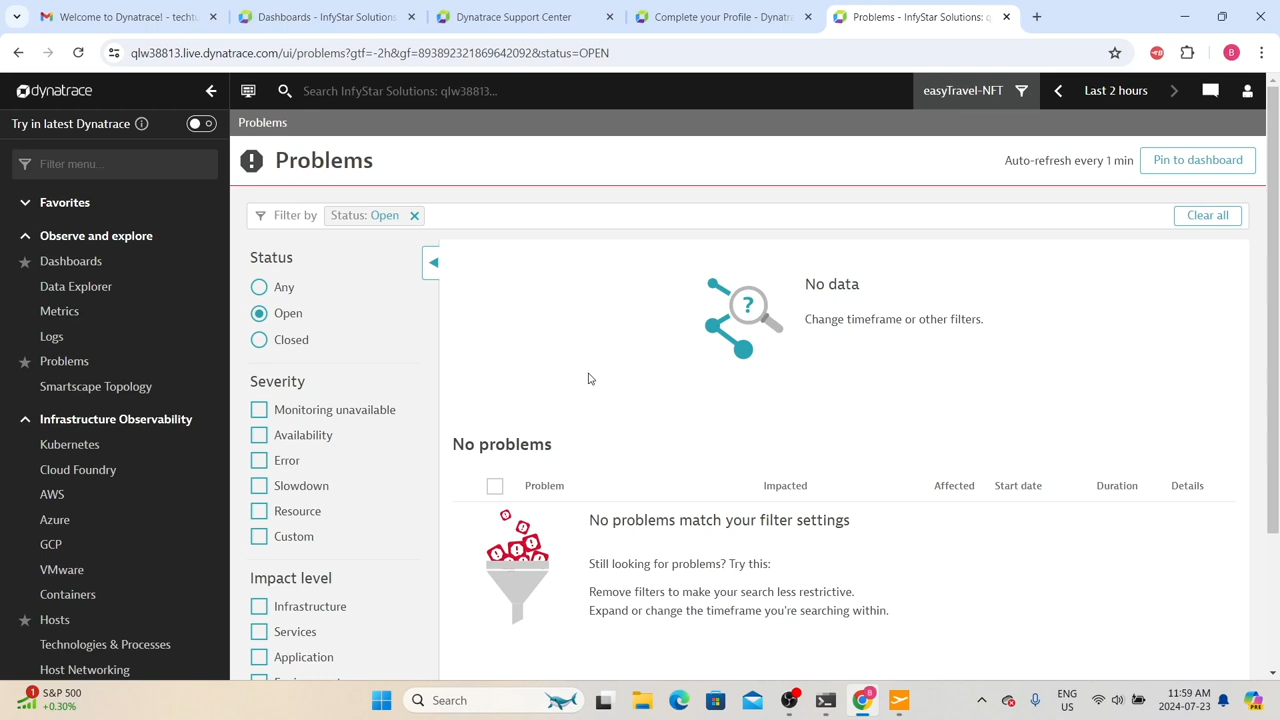 M Welcome to Dynatrace! - techtu
Dashboards - InfyStar Solutions
Dynatrace Support Center
Complete your Profile - Dynatra
Problems - InfyStar Solutions: q
qlw38813.live.dynatrace.com/ui/problems?gtf=-2h&gf=893892321869642092&status=OPEN
B
dynatrace
Search InfyStar Solutions: qlw38813...
easyTravel-NFT
Last 2 hours
Try in latest Dynatrace
Problems
Filter menu...
Problems
Auto-refresh every 1 min
Pin to dashboard
Favorites
Filter by
Status: Open
Clear all
Observe and explore
Dashboards
Data Explorer
Metrics
Logs
Problems
Smartscape Topology
Infrastructure Observability
Kubernetes
Cloud Foundry
AWS
Azure
GCP
VMware
Containers
Hosts
Technologies & Processes
Host Networking
Status
Any
Open
Closed
Severity
Monitoring unavailable
Availability
Error
Slowdown
Resource
Custom
Impact level
Infrastructure
Services
Application
No data
Change timeframe or other filters.
No problems
Problem
Impacted
Affected
Start date
Duration
Details
No problems match your filter settings
Still looking for problems? Try this:
Remove filters to make your search less restrictive.
Expand or change the timeframe you're searching within.
1
S&P 500
+0.30%
Search
B
ENG
US
11:59 AM
2024-07-23
PRE